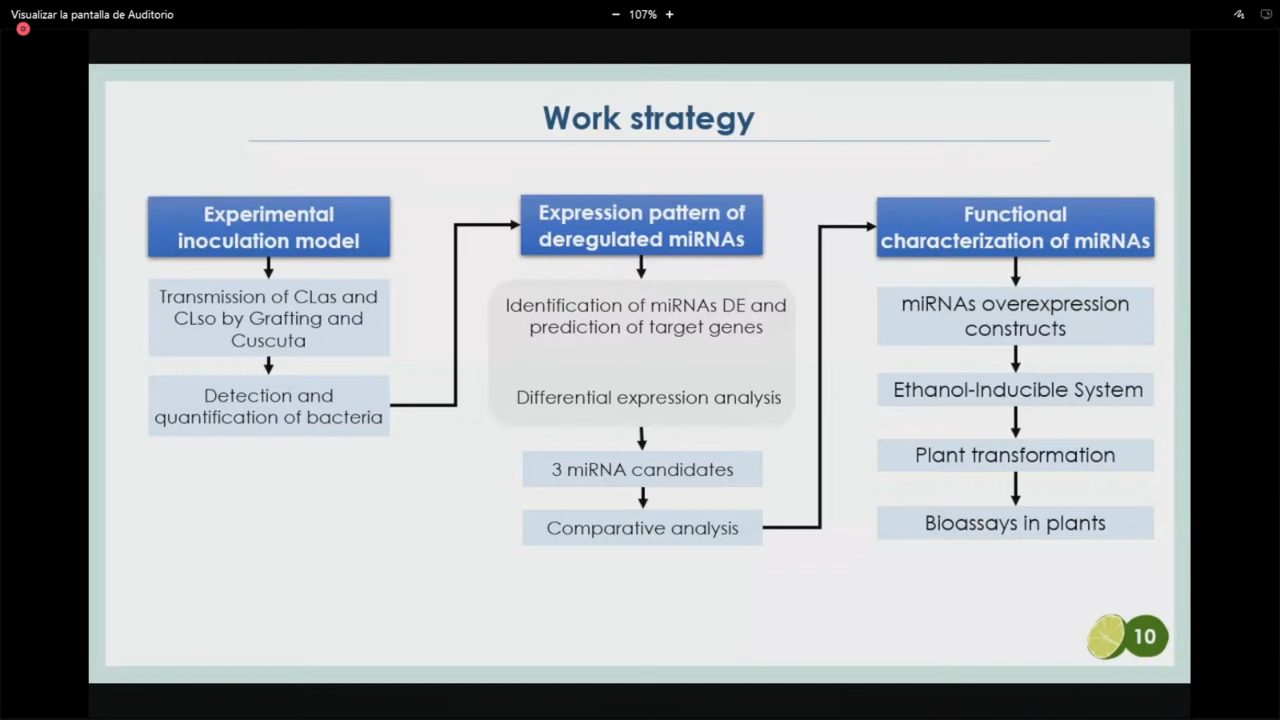 Visualizar la pantalla de Auditorio
− 107% +
Work strategy
Experimental
inoculation model
Transmission of CLas and
CLso by Grafting and
Cuscuta
Detection and
quantification of bacteria
Expression pattern of
deregulated miRNAs
Identification of miRNAs DE and
prediction of target genes
Differential expression analysis
3 miRNA candidates
Comparative analysis
Functional
characterization of miRNAs
miRNAs overexpression
constructs
Ethanol-Inducible System
Plant transformation
Bioassays in plants
10